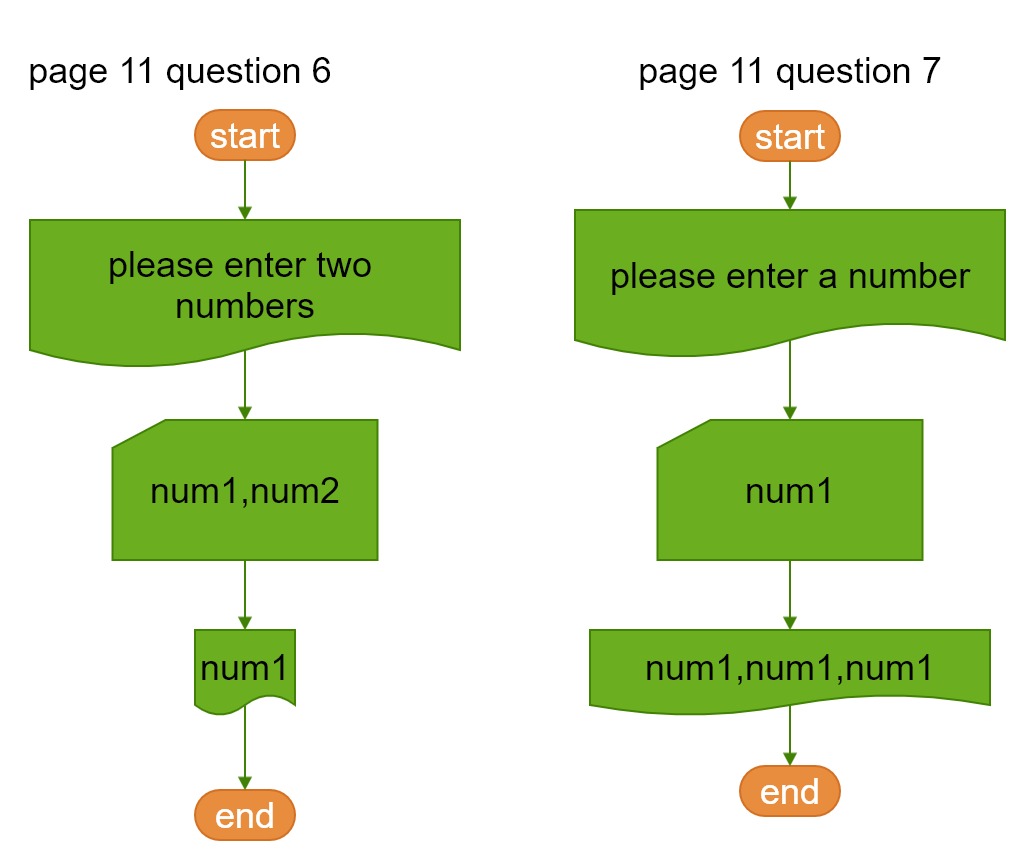 page 11 question 6
start
please enter two
numbers
num1,num2
num1
end
page 11 question 7
start
please enter a number
num1
num1,num1,num1
end